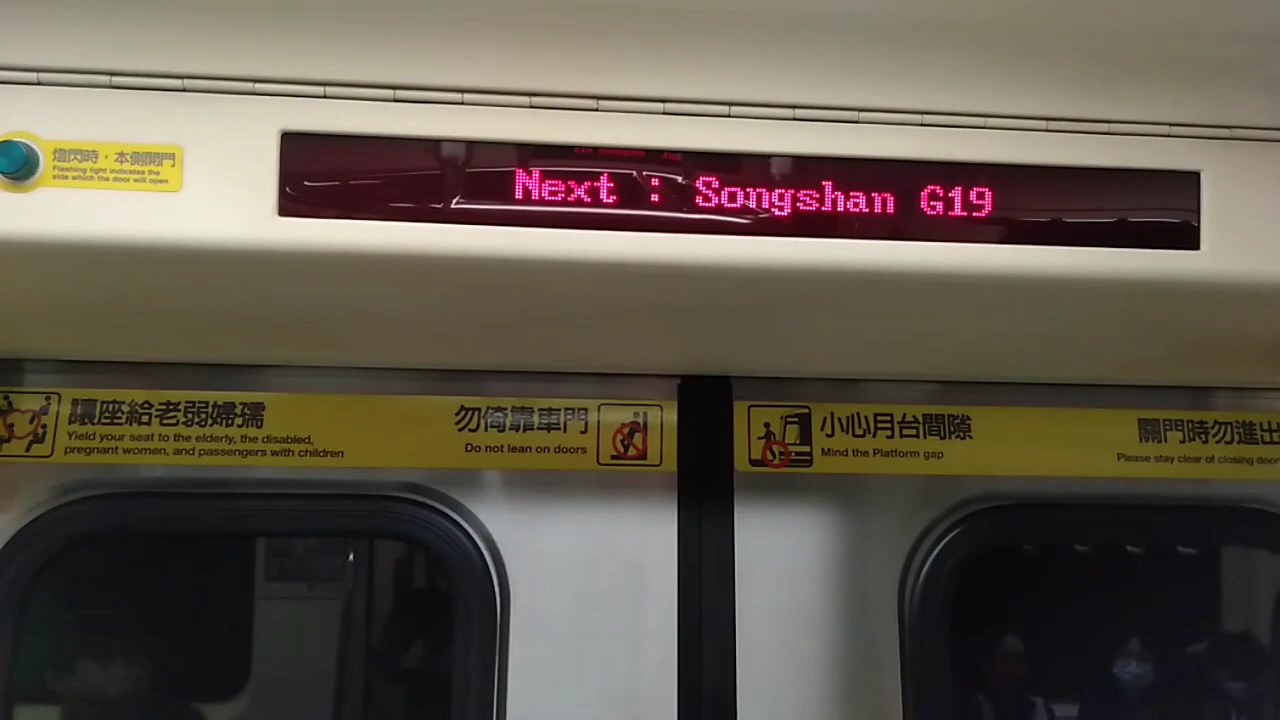 燈閃時,本側開門
Flashing light indicates the
side which the door will open
Next : Songshan G19
讓座給老弱婦孺
Yield your seat to the elderly, the disabled,
pregnant women, and passengers with children
勿倚靠車門
Do not lean on doors
小心月台間隙
Mind the Platform gap
關門時勿進出
Please stay clear of closing door